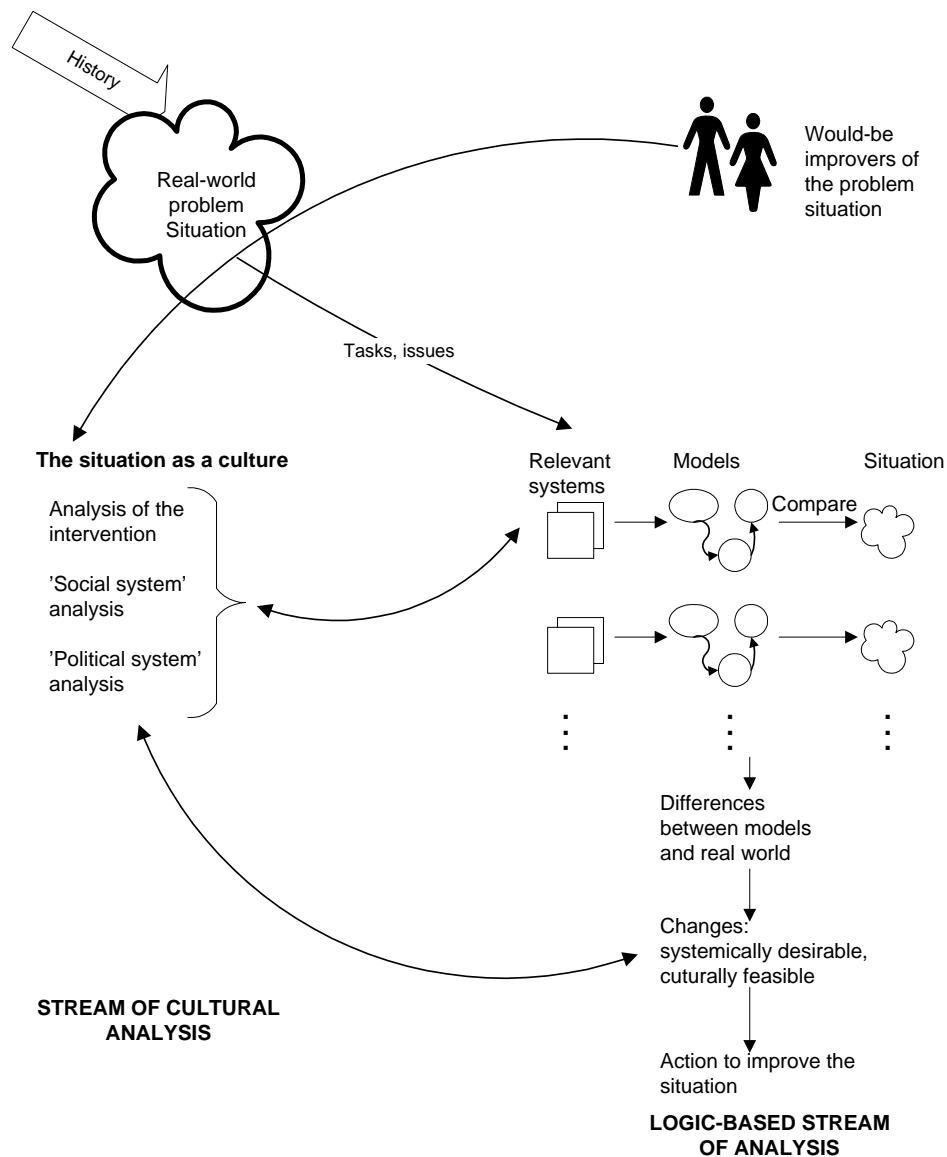 History
Real-world
problem
Situation
Would-be
improvers of
the problem
situation
Tasks, issues
The situation as a culture
Analysis of the
intervention
’Social system'
analysis
'Political system'
analysis
Relevant
systems
Models
Situation
Compare
Differences
between models
and real world
Changes:
systemically desirable,
cuturally feasible
Action to improve the
situation
STREAM OF CULTURAL
ANALYSIS
LOGIC-BASED STREAM
OF ANALYSIS